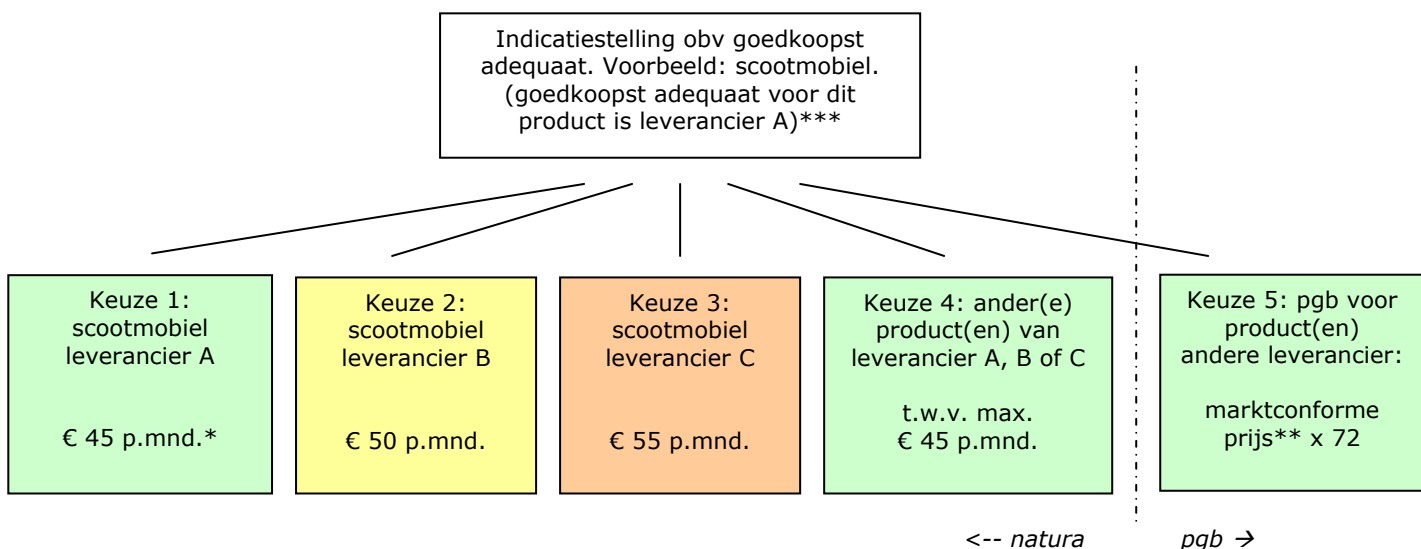 Indicatiestelling obv goedkoopst
adequaat. Voorbeeld: scootmobiel.
(goedkoopst adequaat voor dit
product is leverancier A)***
Keuze 1:
scootmobiel
leverancier A
€ 45 p.mnd.*
Keuze 2:
scootmobiel
leverancier B
€ 50 p.mnd.
Keuze 3:
scootmobiel
leverancier C
€ 55 p.mnd.
Keuze 4: ander(e)
product(en) van
leverancier A, B of C
t.w.v. max.
€ 45 p.mnd.
Keuze 5: pgb voor
product(en)
andere leverancier:
marktconforme
prijs** x 72
<-- natura
pgb →